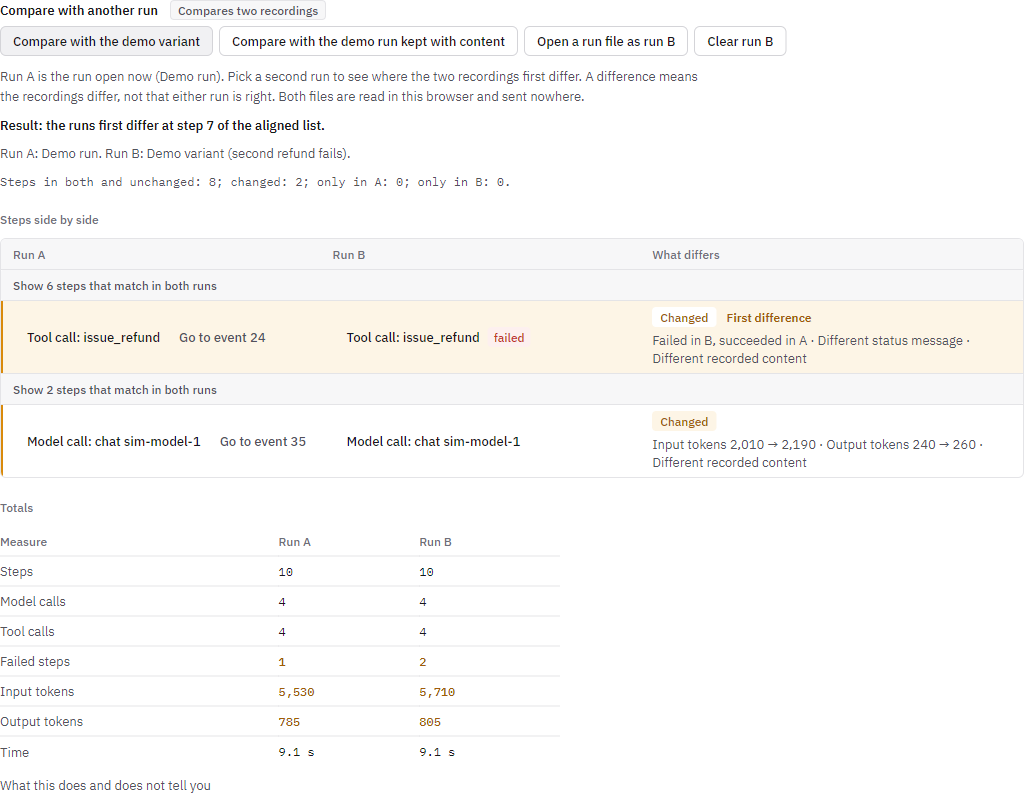 Compare with another run Compares two recordings
Compare with the demo variant Compare with the demo run kept with content Open a run file as run B Clear run B
Run A is the run open now (Demo run). Pick a second run to see where the two recordings first differ. A difference means
the recordings differ, not that either run is right. Both files are read in this browser and sent nowhere.
Result: the runs first differ at step 7 of the aligned list.
Run A: Demo run. Run B: Demo variant (second refund fails).
Steps in both and unchanged: 8; changed: 2; only in A: 0; only in B: 0.
Steps side by side
Run A Run B What differs
Show 6 steps that match in both runs
Tool call: issue_refund Go to event 24 Tool call: issue_refund failed Changed First difference
Failed in B, succeeded in A · Different status message ·
Different recorded content
Show 2 steps that match in both runs
Model call: chat sim-model-1 Go to event 35 Model call: chat sim-model-1 Changed
Input tokens 2,010 → 2,190 · Output tokens 240 → 260 ·
Different recorded content
Totals
Measure Run A Run B
Steps 10 10
Model calls 4 4
Tool calls 4 4
Failed steps 1 2
Input tokens 5,530 5,710
Output tokens 785 805
Time 9.1 s 9.1 s
What this does and does not tell you